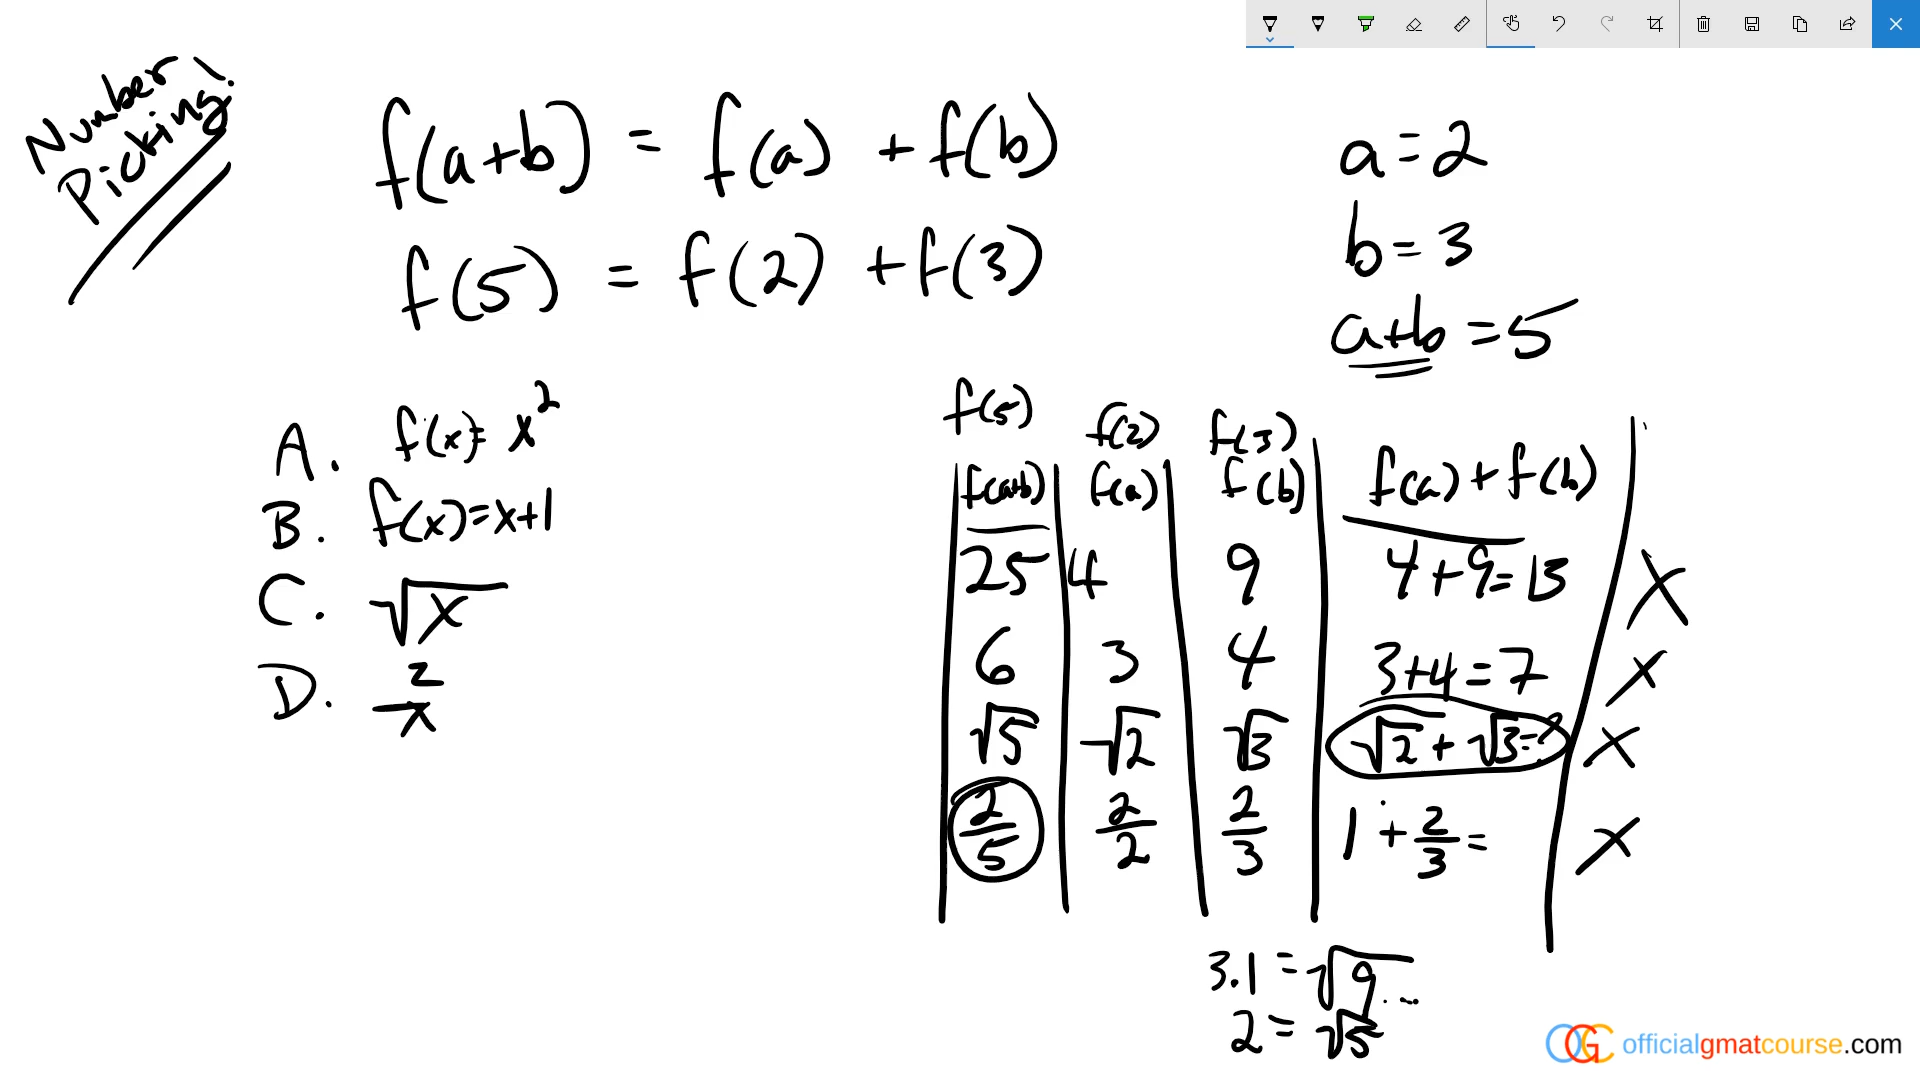 Number
Picking!
f(a+b) = f(a) + f(b)
f(5) = f(2) + f(3)
a = 2
b = 3
a+b = 5
A. f(x)= x²
B. f(x)=x+1
C. √x
D. 2/x
f(5) f(2) f(3)
f(a+b) f(a) f(b) f(a) + f(b)
25 4 9 4+9=13 X
6 3 4 3+4=7 X
√5 √2 √3 √2 + √3= X
2/5 2/2 2/3 1 + 2/3 = X
3.1 = √9...
2 = √5
OGC officialgmatcourse.com